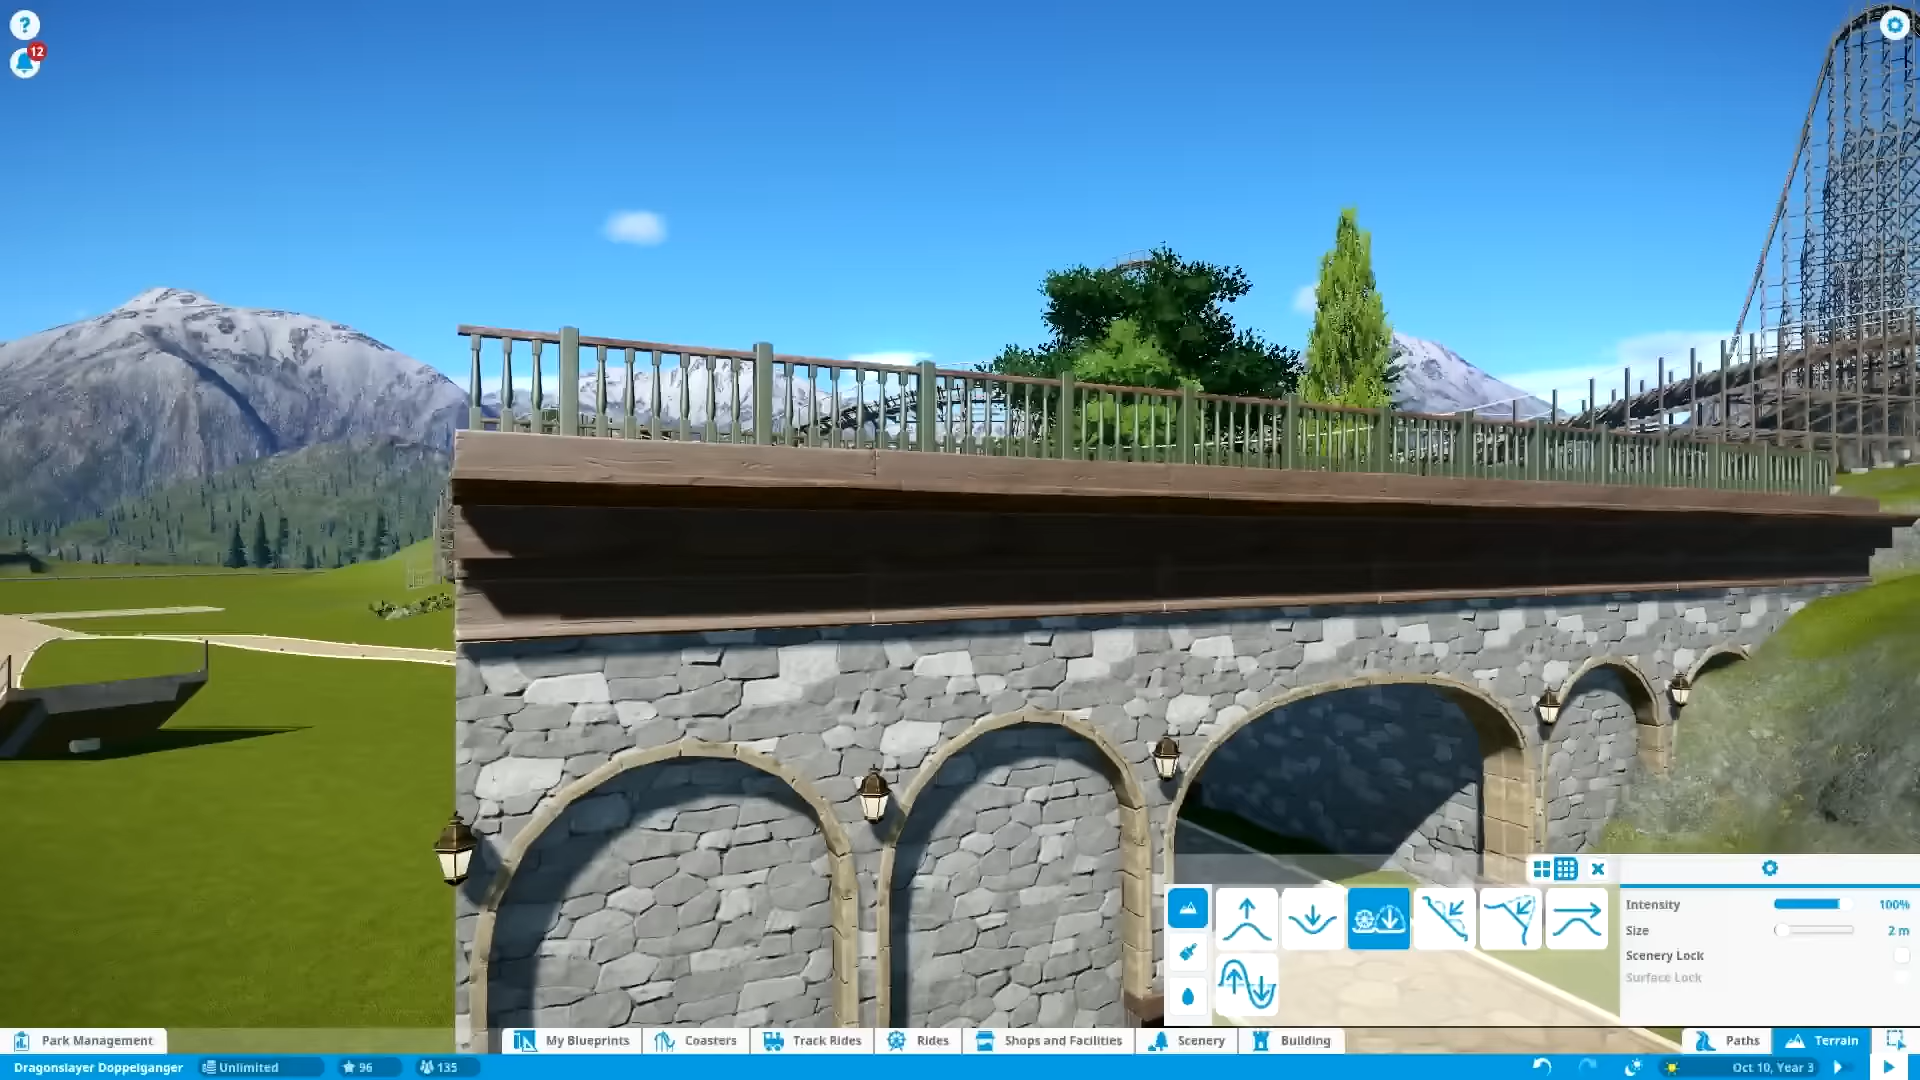 ?
12
Intensity 100%
Size 2 m
Scenery Lock
Surface Lock
Park Management
My Blueprints
Coasters
Track Rides
Rides
Shops and Facilities
Scenery
Building
Paths
Terrain
Dragonslayer Doppelganger
Unlimited
96
135
Oct 10, Year 3